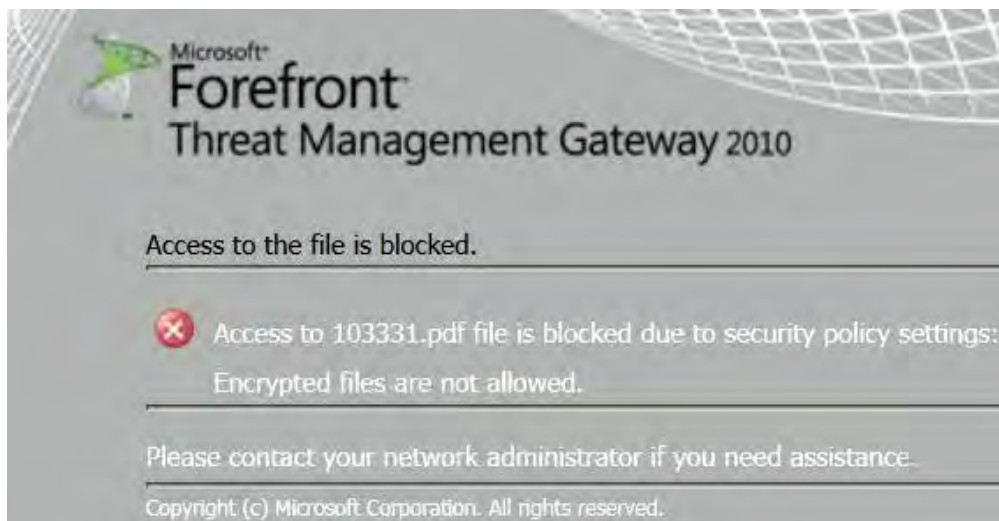 Microsoft®
Forefront™
Threat Management Gateway 2010
Access to the file is blocked.
Access to 103331.pdf file is blocked due to security policy settings:
Encrypted files are not allowed.
Please contact your network administrator if you need assistance.
Copyright (c) Microsoft Corporation. All rights reserved.